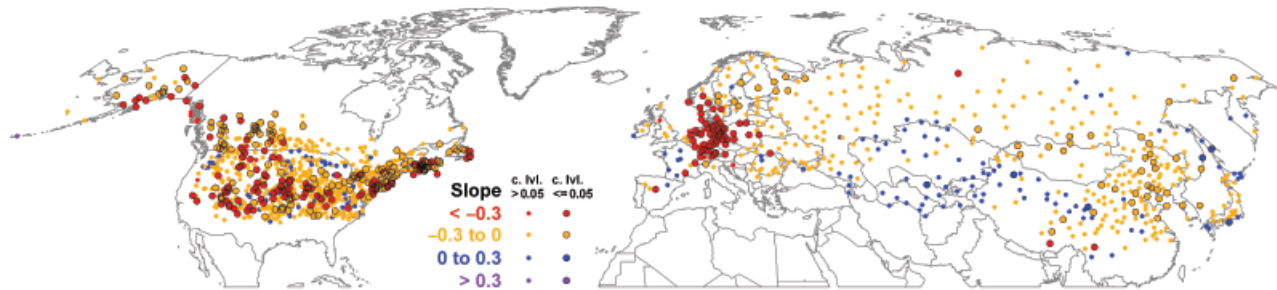 Slope c. lvl. >0.05 c. lvl. <=0.05
< –0.3
–0.3 to 0
0 to 0.3
> 0.3